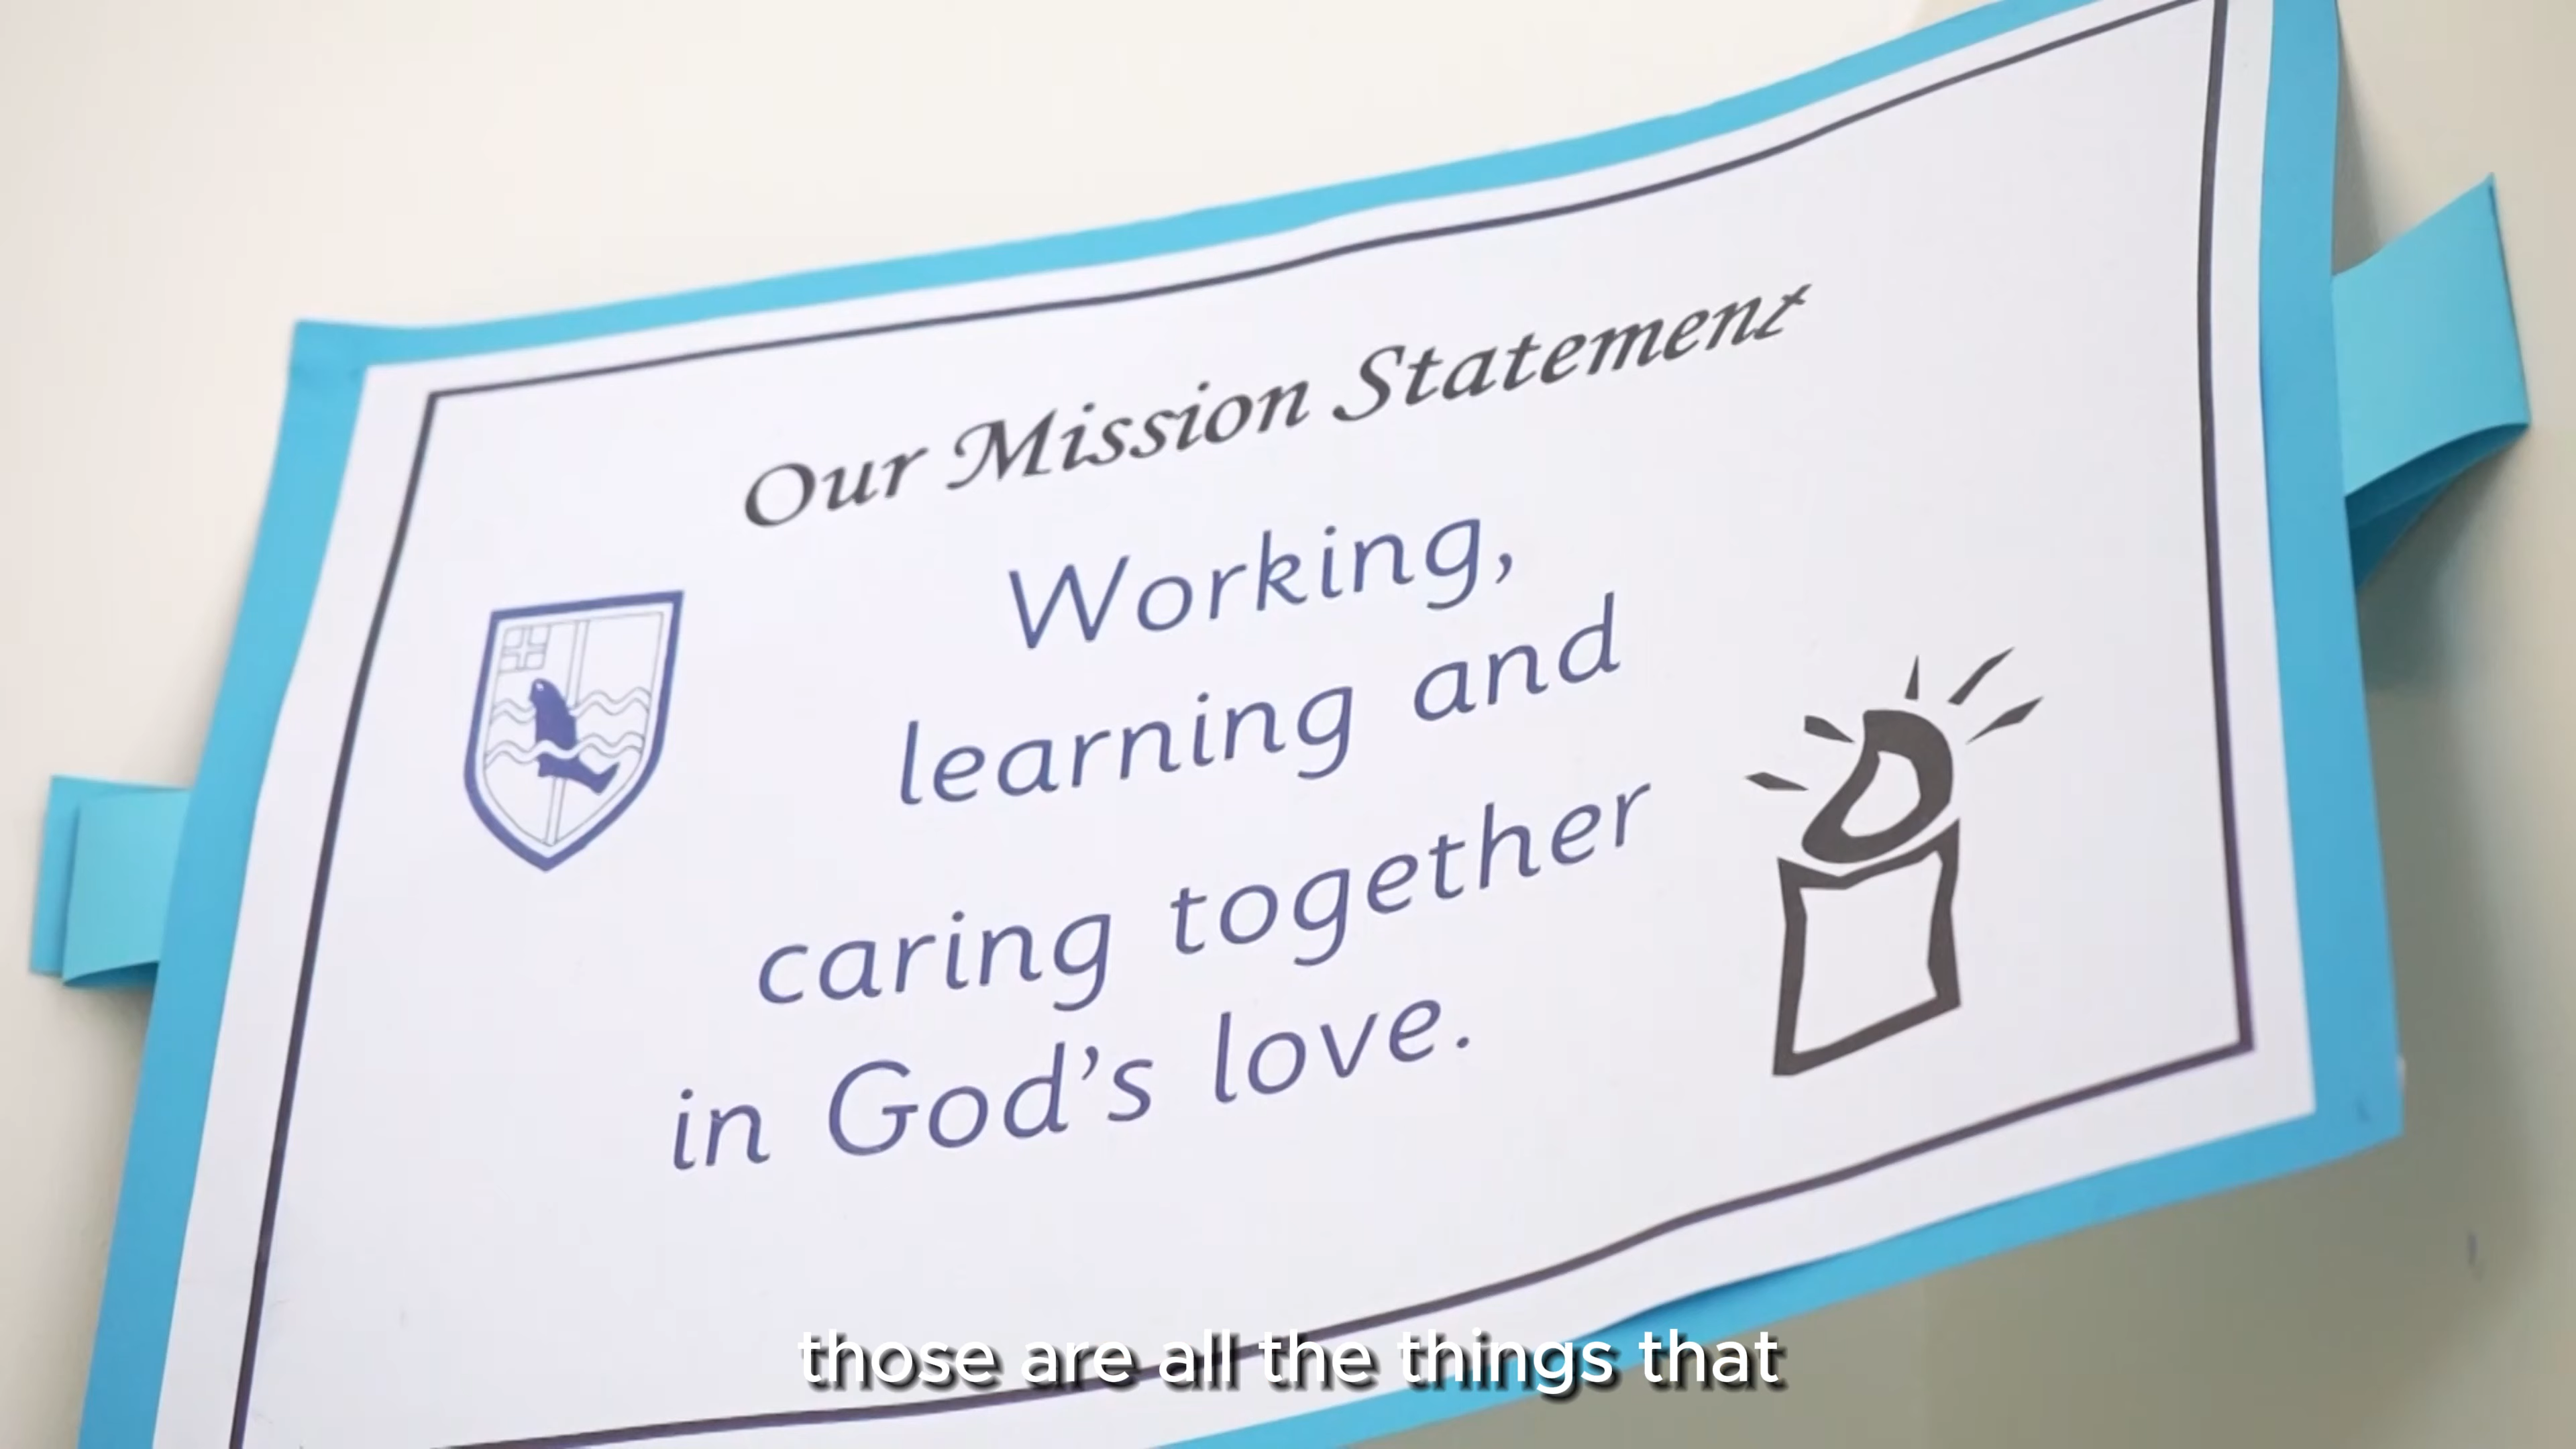 Our Mission Statement
Working,
learning and
caring together
in God's love.
those are all the things that